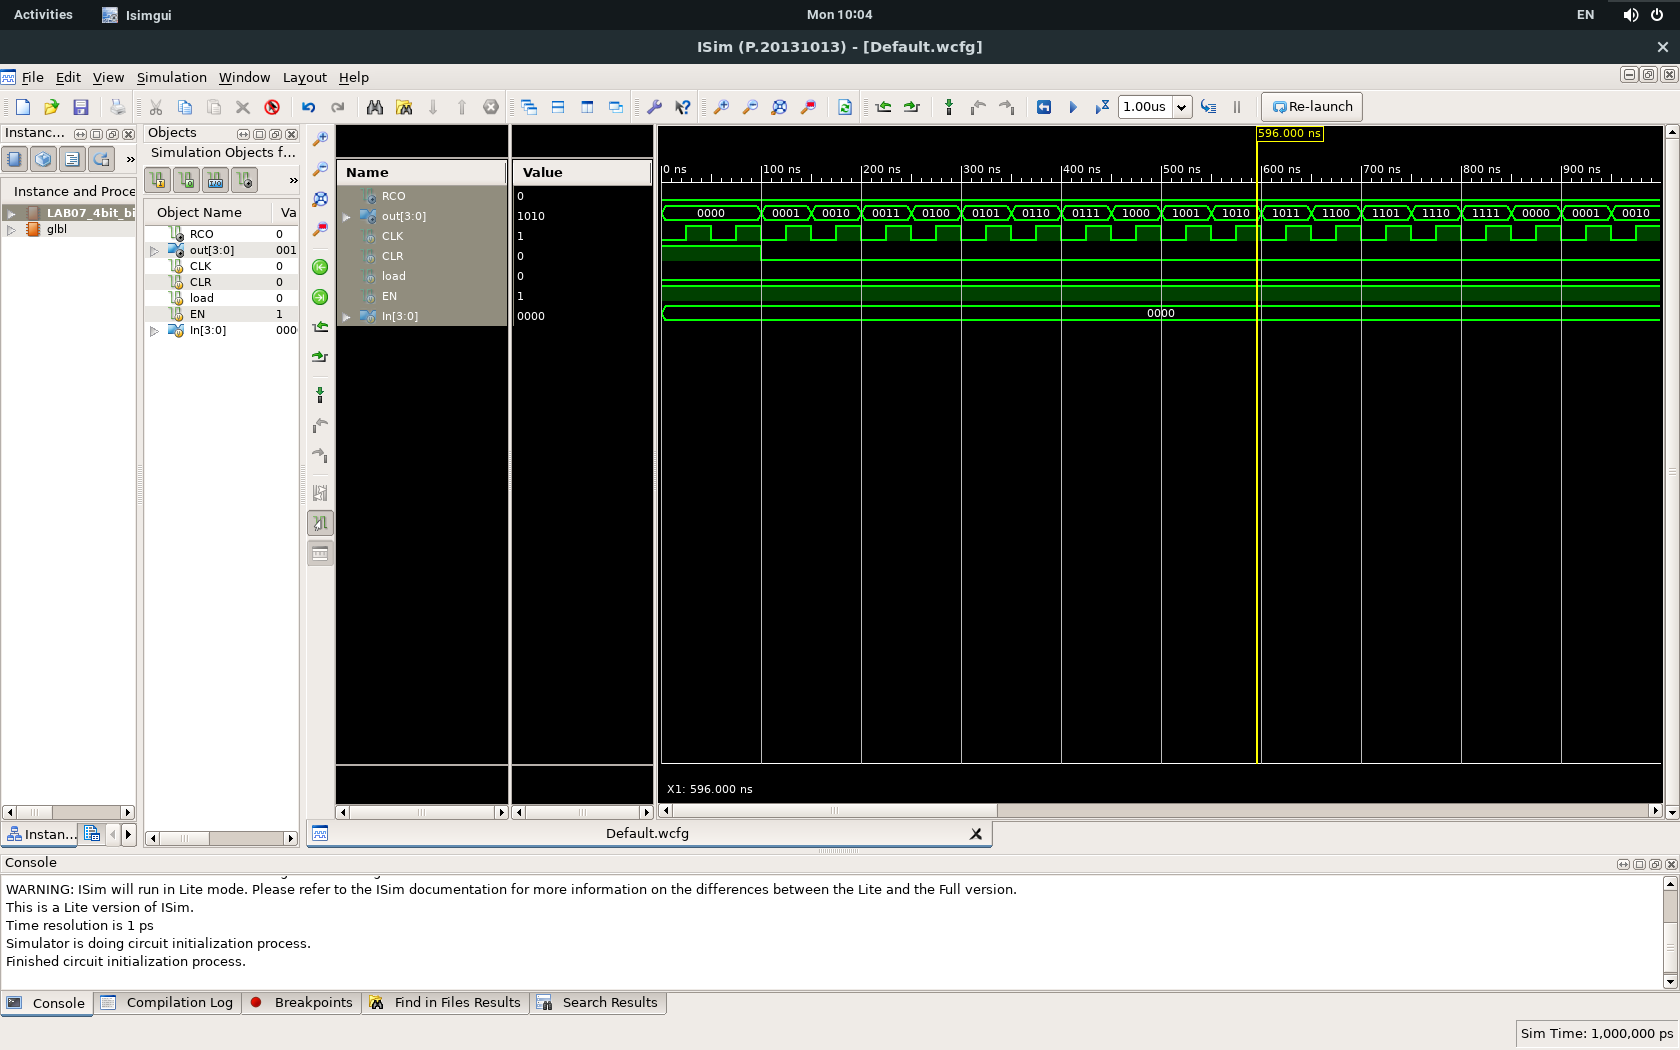 Activities Isimgui Mon 10:04 EN
ISim (P.20131013) - [Default.wcfg]
File Edit View Simulation Window Layout Help
1.00us Re-launch
Instanc...
Instance and Proce
LAB07_4bit_bi
glbl
Instan...
Objects
Simulation Objects f...
Object Name Va
RCO 0
out[3:0] 001
CLK 0
CLR 0
load 0
EN 1
In[3:0] 000
Name Value
RCO 0
out[3:0] 1010
CLK 1
CLR 0
load 0
EN 1
In[3:0] 0000
596.000 ns
0 ns 100 ns 200 ns 300 ns 400 ns 500 ns 600 ns 700 ns 800 ns 900 ns
0000 0001 0010 0011 0100 0101 0110 0111 1000 1001 1010 1011 1100 1101 1110 1111 0000 0001 0010
0000
X1: 596.000 ns
Default.wcfg
Console
WARNING: ISim will run in Lite mode. Please refer to the ISim documentation for more information on the differences between the Lite and the Full version.
This is a Lite version of ISim.
Time resolution is 1 ps
Simulator is doing circuit initialization process.
Finished circuit initialization process.
Console Compilation Log Breakpoints Find in Files Results Search Results
Sim Time: 1,000,000 ps